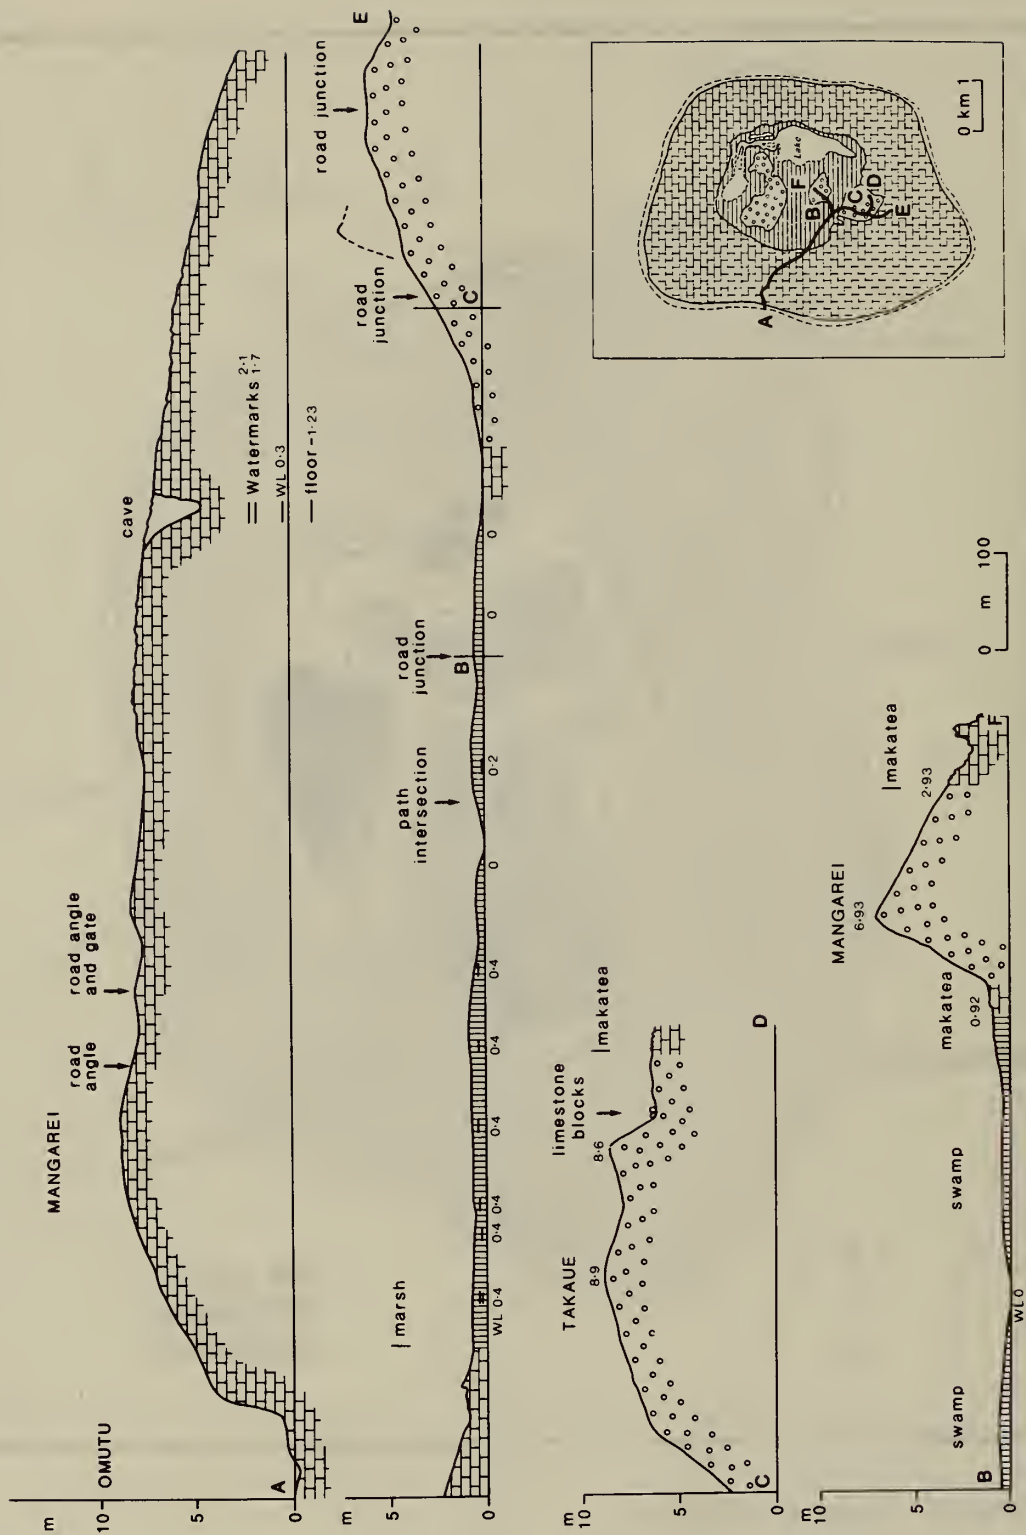 m
10
5
0
OMUTU
A
MANGAREI
road
angle
road angle
and gate
cave
Watermarks 2·1
1·7
WL 0·3
floor -1·23
m
5
0
marsh
WL 0·4
0·4
0·4
0·4
0·4
0·4
0
path
intersection
0·2
road
junction
B
0
0
road
junction
C
road junction
E
m
10
5
0
TAKAUE
C
8·9
8·6
limestone
blocks
makatea
D
m
10
5
0
B
swamp
WL0
swamp
makatea
0·92
MANGAREI
6·93
2·93
makatea
F
0 m 100
A
B
F
C
D
E
Lake
0 km 1